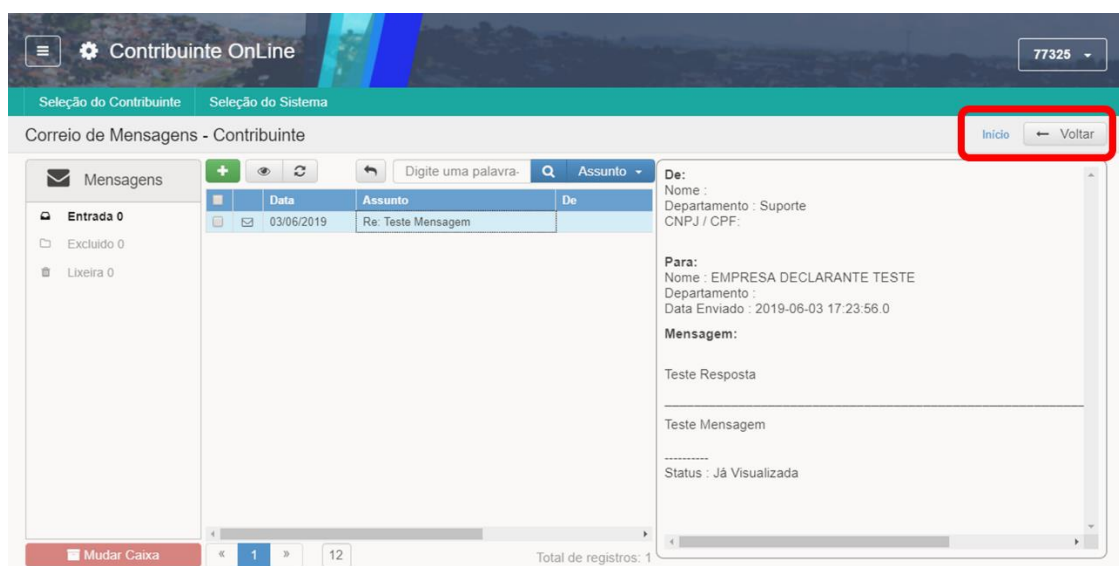 Contribuinte OnLine
77325
Seleção do Contribuinte Seleção do Sistema
Correio de Mensagens - Contribuinte
Início ← Voltar
Mensagens
Entrada 0
Excluido 0
Lixeira 0
Mudar Caixa
Digite uma palavra- Assunto
Data Assunto De
03/06/2019 Re: Teste Mensagem
« 1 » 12
Total de registros: 1
De:
Nome :
Departamento : Suporte
CNPJ / CPF:
Para:
Nome : EMPRESA DECLARANTE TESTE
Departamento :
Data Enviado : 2019-06-03 17:23:56.0
Mensagem:
Teste Resposta
Teste Mensagem
----------
Status : Já Visualizada